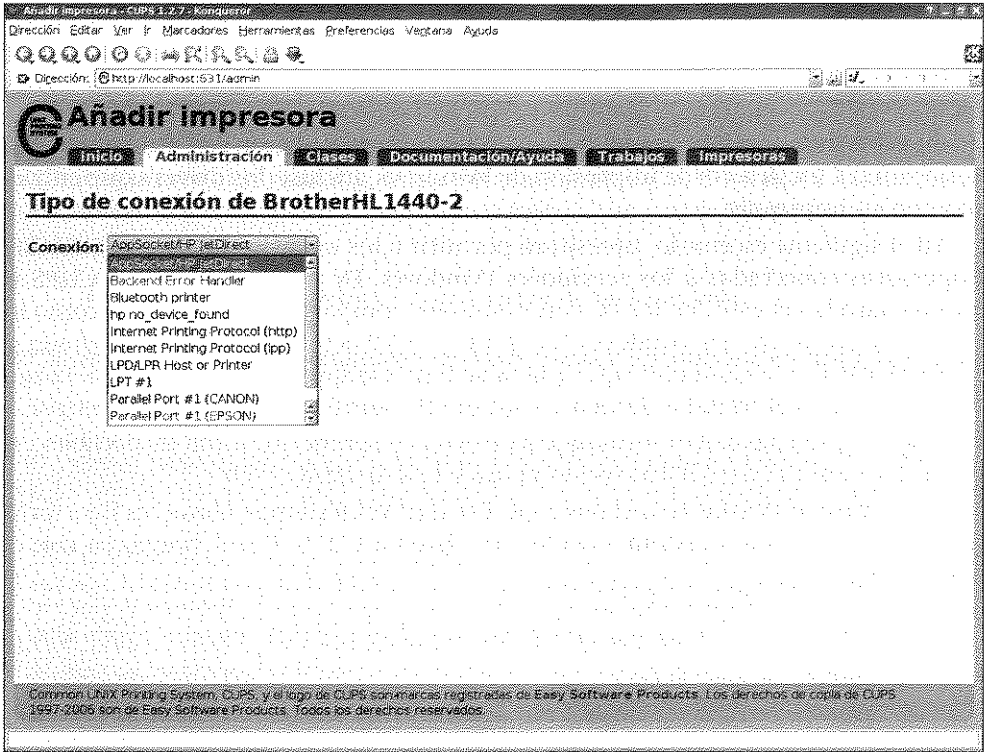 Añadir impresora - CUPS 1.2.7 - Konqueror
Dirección Editar Ver Ir Marcadores Herramientas Preferencias Ventana Ayuda
Dirección: http://localhost:631/admin
Añadir impresora
Inicio Administración Clases Documentación/Ayuda Trabajos Impresoras
Tipo de conexión de BrotherHL1440-2
Conexión: AppSocket/HP JetDirect
AppSocket/HP JetDirect
Backend Error Handler
Bluetooth printer
hp no_device_found
Internet Printing Protocol (http)
Internet Printing Protocol (ipp)
LPD/LPR Host or Printer
LPT #1
Parallel Port #1 (CANON)
Parallel Port #1 (EPSON)
Common UNIX Printing System, CUPS, y el logo de CUPS son marcas registradas de Easy Software Products. Los derechos de copia de CUPS
1997-2006 son de Easy Software Products. Todos los derechos reservados.